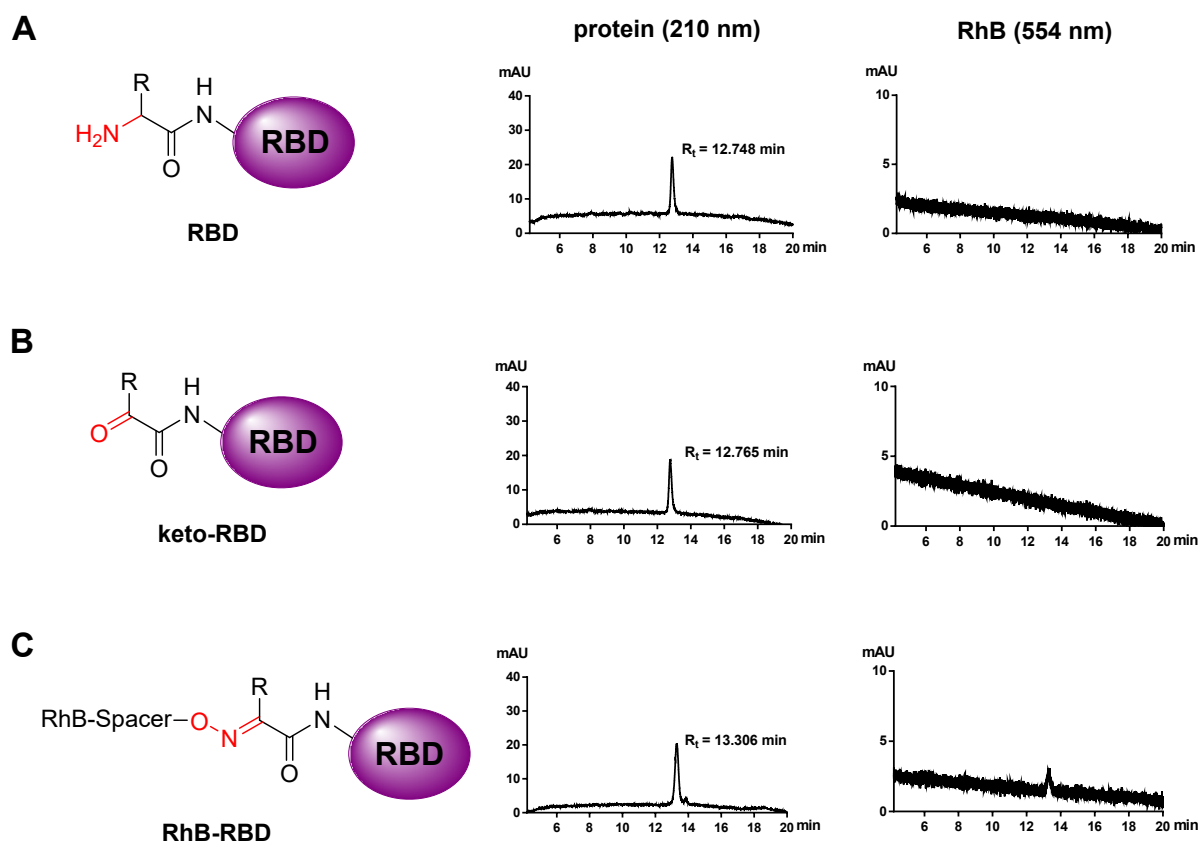 A
protein (210 nm)
RhB (554 nm)
R
H
N
H₂N
O
RBD
RBD
mAU
40
30
20
10
0
6 8 10 12 14 16 18 20 min
Rt = 12.748 min
mAU
10
5
0
6 8 10 12 14 16 18 20 min
B
R
H
N
O
O
RBD
keto-RBD
mAU
40
30
20
10
0
6 8 10 12 14 16 18 20 min
Rt = 12.765 min
mAU
10
5
0
6 8 10 12 14 16 18 20 min
C
RhB-Spacer
O
N
R
H
N
O
RBD
RhB-RBD
mAU
40
30
20
10
0
6 8 10 12 14 16 18 20 min
Rt = 13.306 min
mAU
10
5
0
6 8 10 12 14 16 18 20 min